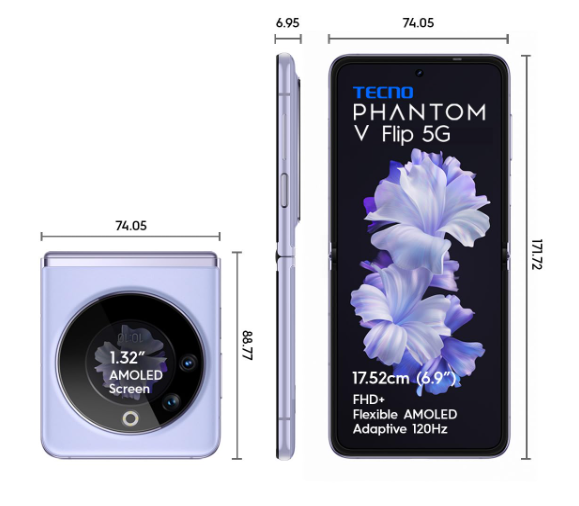 6.95
74.05
TECNO
PHANTOM
V Flip 5G
74.05
171.72
88.77
1.32”
AMOLED
Screen
17.52cm (6.9”)
FHD+
Flexible AMOLED
Adaptive 120Hz